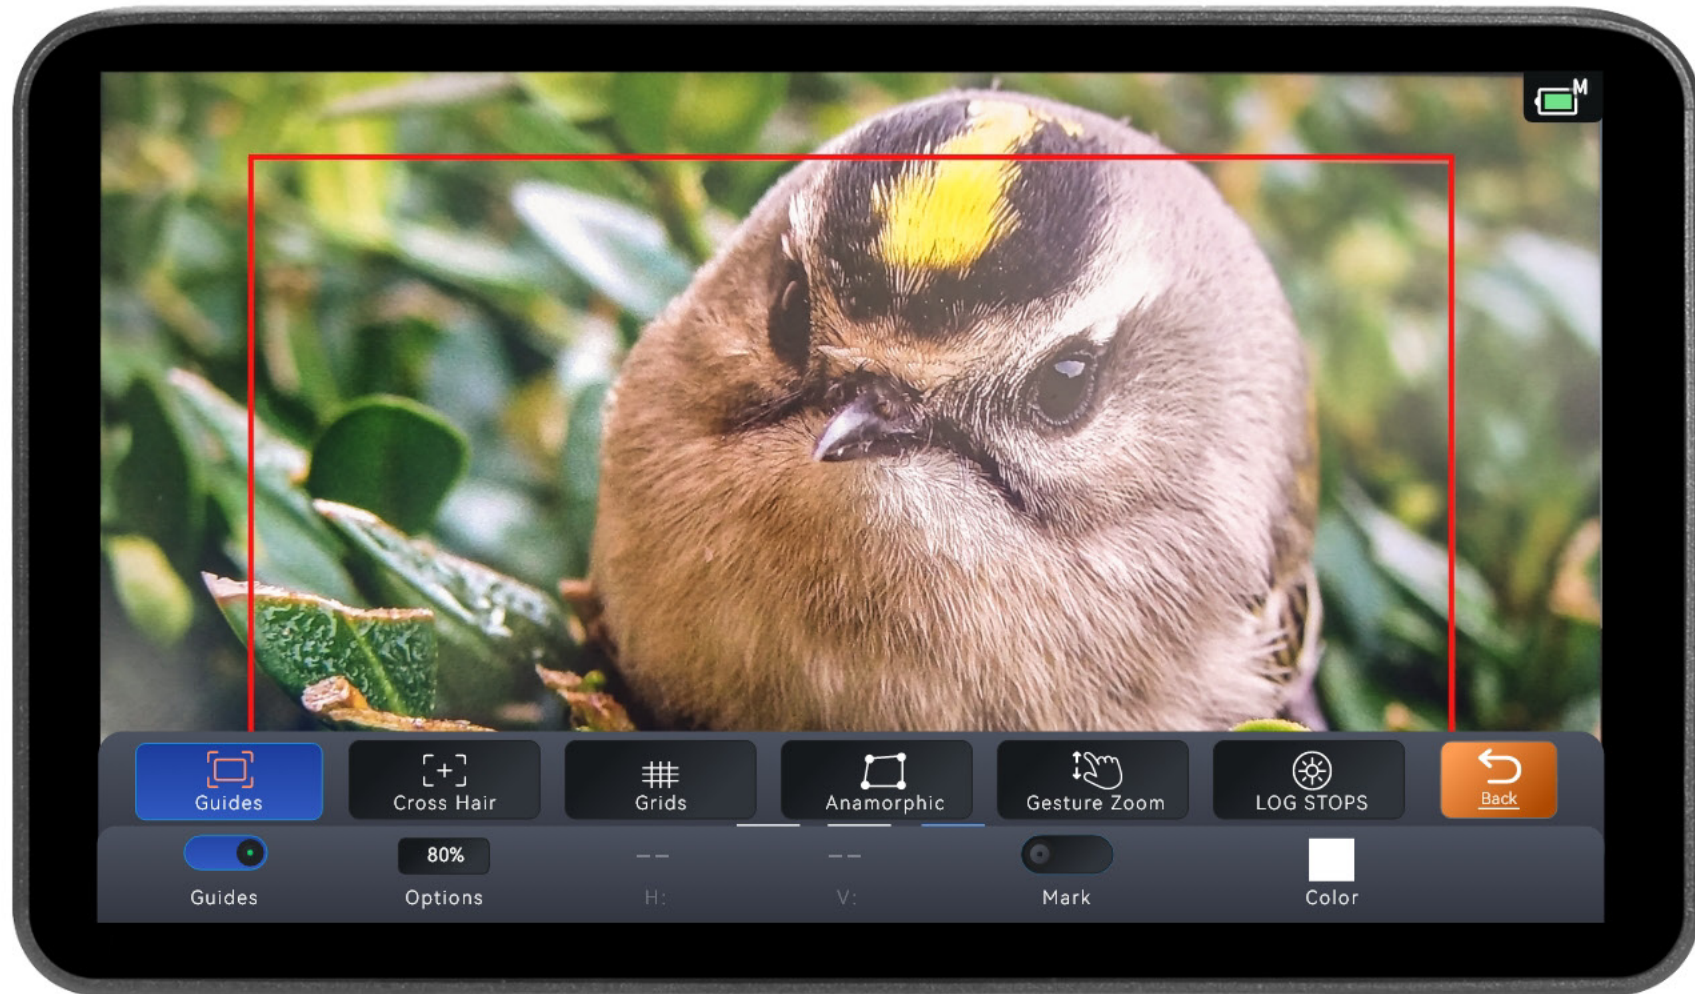 M
Guides
Cross Hair
Grids
Anamorphic
Gesture Zoom
LOG STOPS
Back
80%
-- --
Guides
Options
H:
V:
Mark
Color